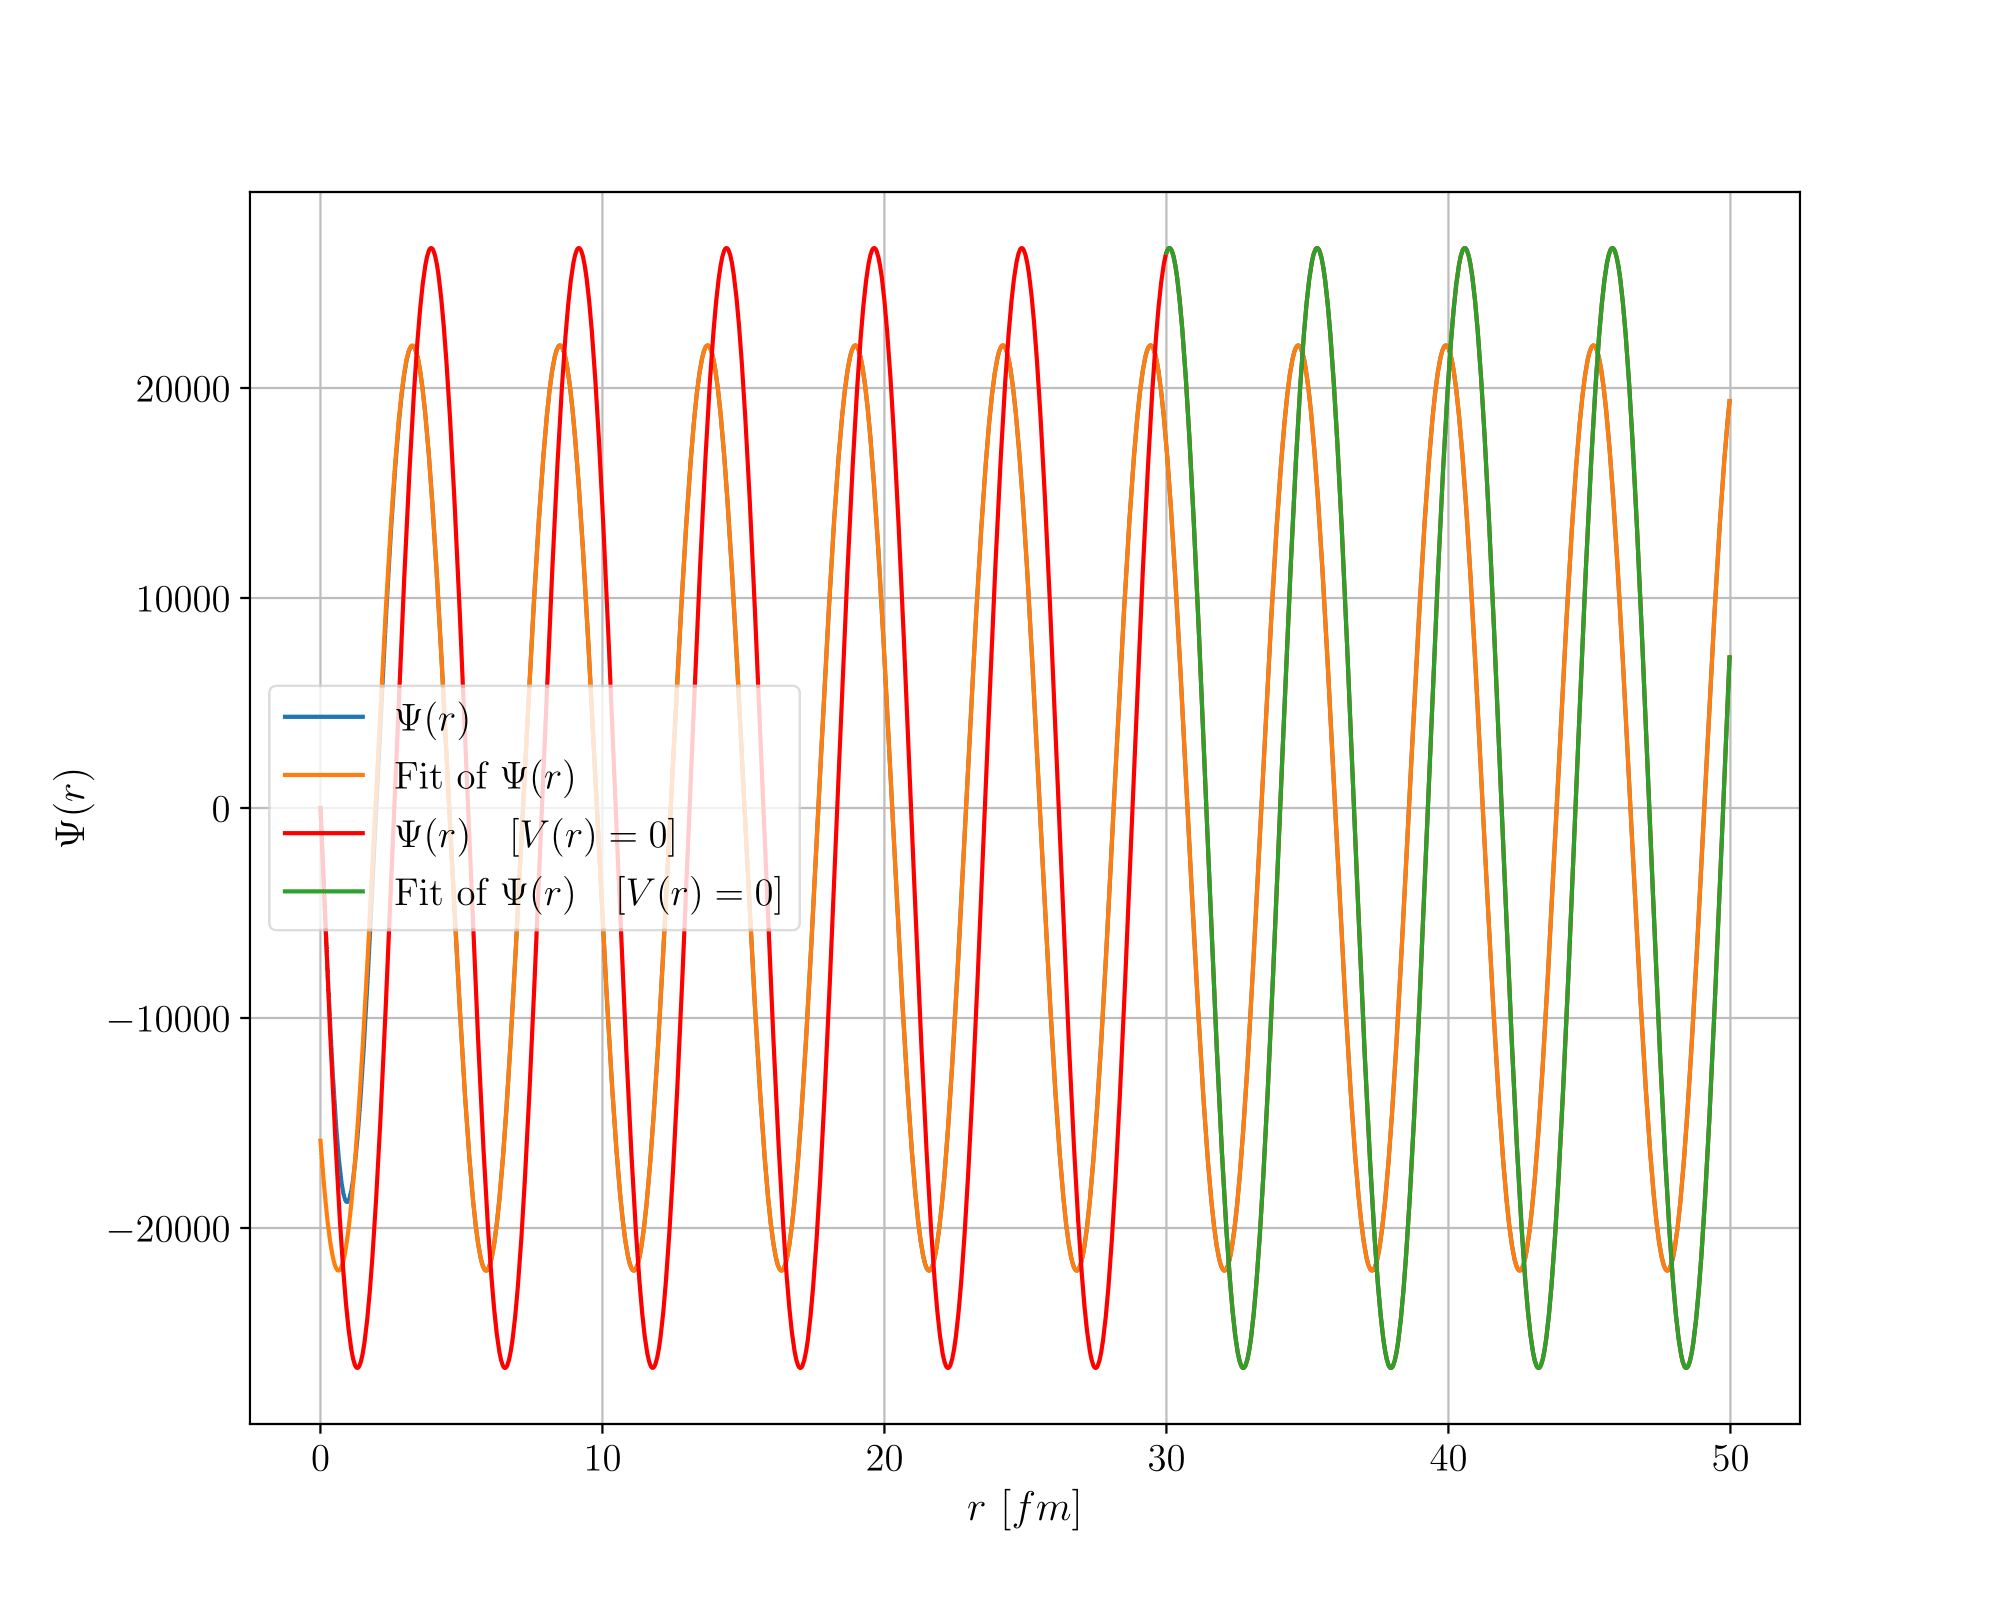 20000
10000
0
−10000
−20000
Ψ(r)
Ψ(r)
Fit of Ψ(r)
Ψ(r) [V(r) = 0]
Fit of Ψ(r) [V(r) = 0]
0 10 20 30 40 50
r [fm]